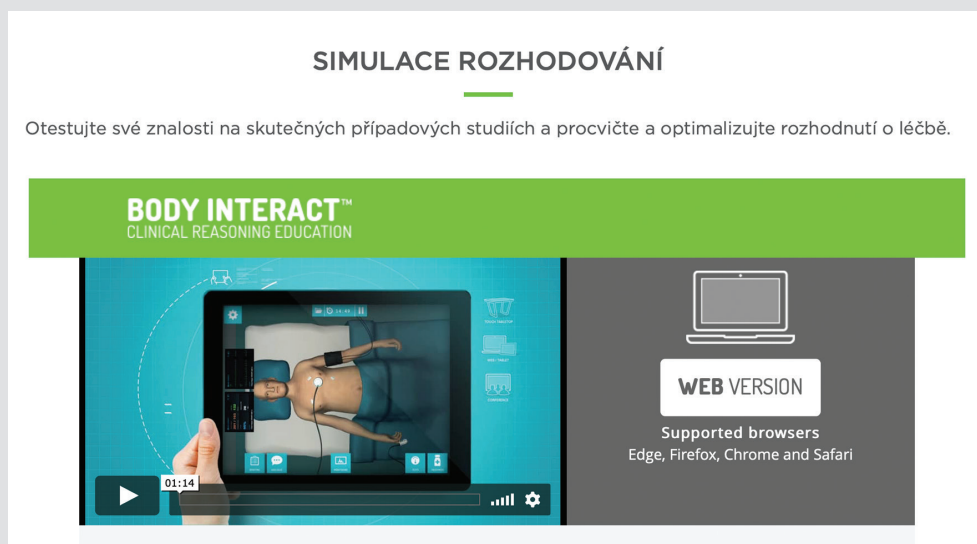 SIMULACE ROZHODOVÁNÍ
Otestujte své znalosti na skutečných případových studiích a procvičte a optimalizujte rozhodnutí o léčbě.
BODY INTERACT™
CLINICAL REASONING EDUCATION
WEB VERSION
Supported browsers
Edge, Firefox, Chrome and Safari
01:14